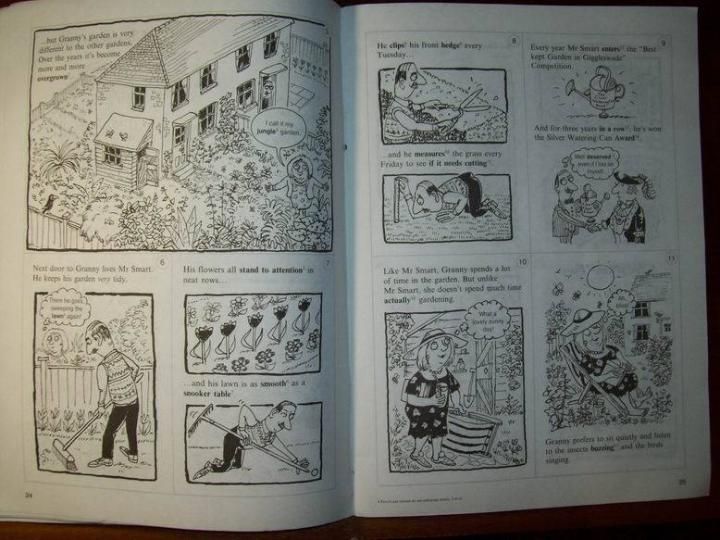 5
...but Granny's garden is very
different to the other gardens.
Over the years it's become
more and more
overgrown
I call it my
jungle garden.
6
Next door to Granny lives Mr Smart.
He keeps his garden very tidy.
There he goes,
sweeping the
lawn again!
7
His flowers all stand to attention in
neat rows...
...and his lawn is as smooth as a
snooker table
24
8
He clips his front hedge every
Tuesday...
...and he measures the grass every
Friday to see if it needs cutting
9
Every year Mr Smart enters the "Best
kept Garden in Giggleswade"
Competition.
And for three years in a row, he's won
the Silver Watering Can Award
Well deserved
even if I say so
myself.
10
Like Mr Smart, Granny spends a lot
of time in the garden. But unlike
Mr Smart, she doesn't spend much time
actually gardening.
What a
lovely sunny
day!
11
Ah,
bliss!
Granny prefers to sit quietly and listen
to the insects buzzing and the birds
singing.
25